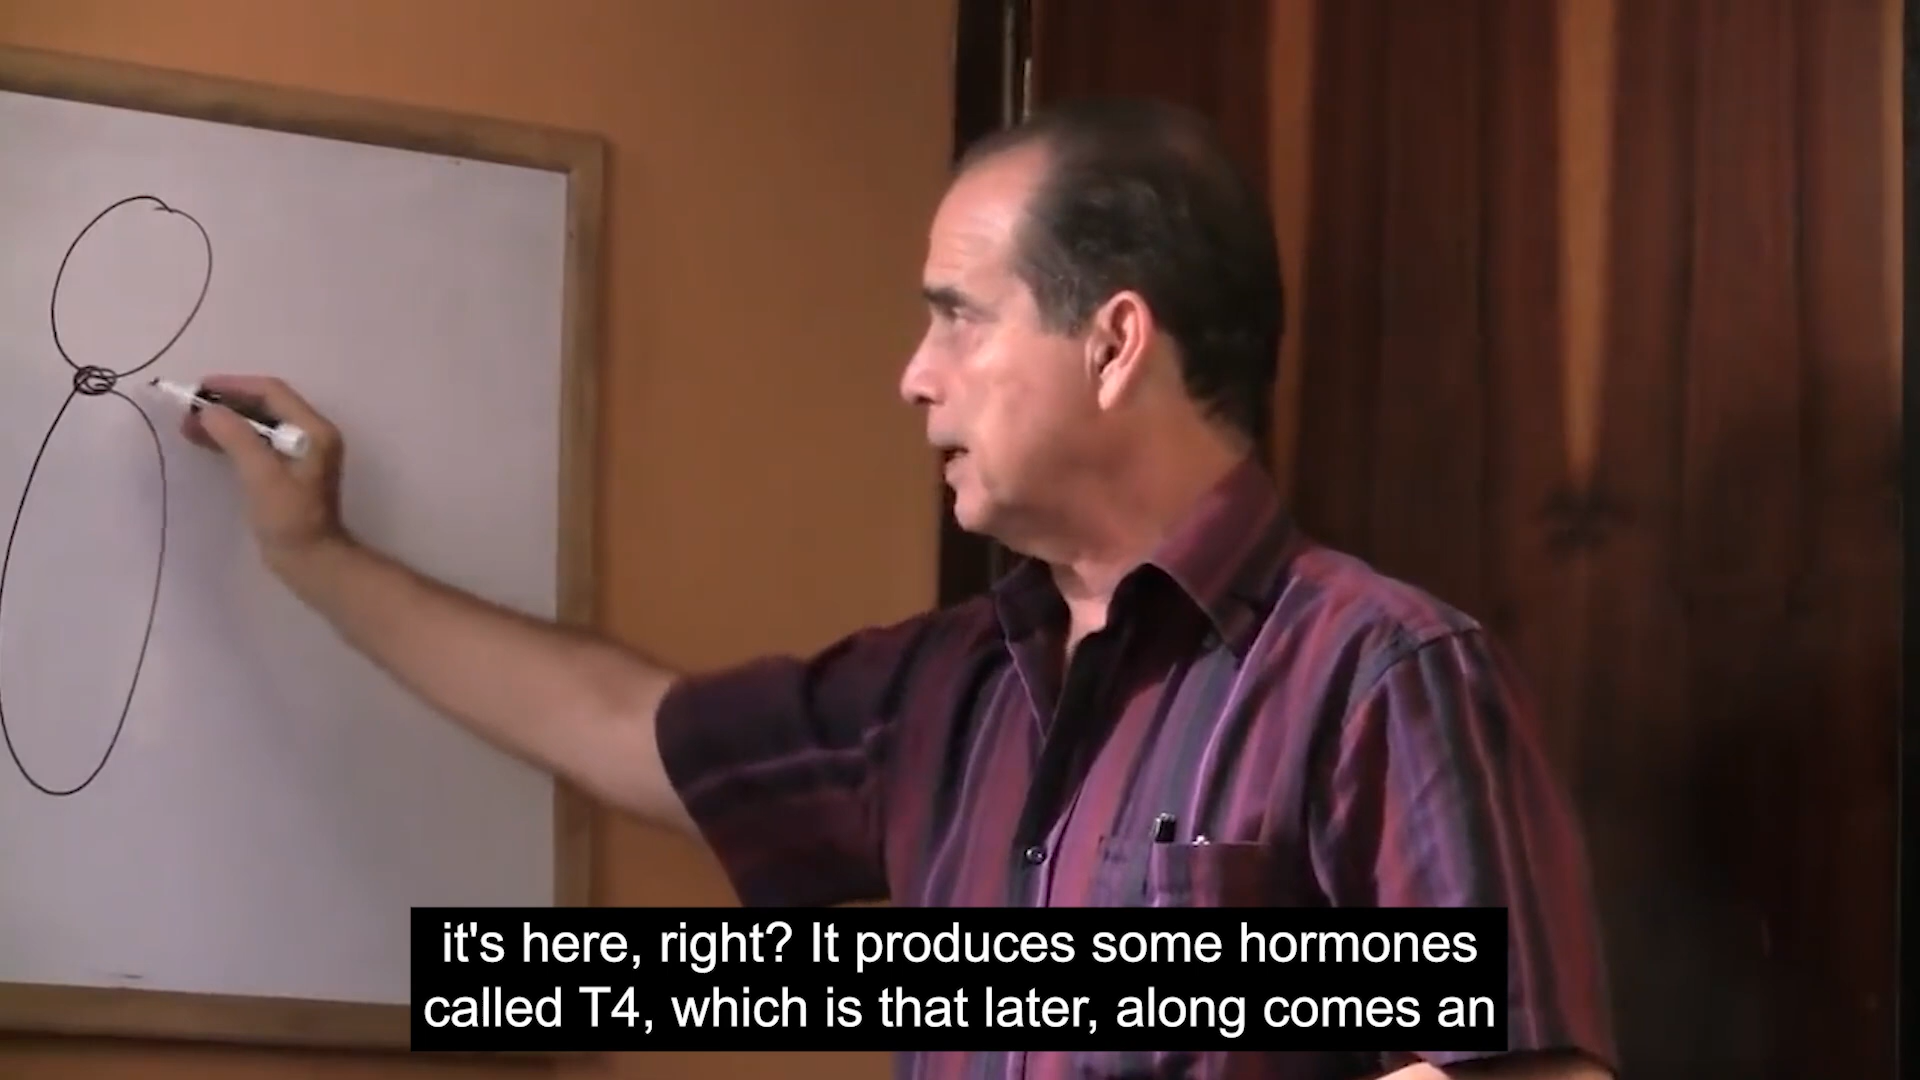 it's here, right? It produces some hormones
called T4, which is that later, along comes an